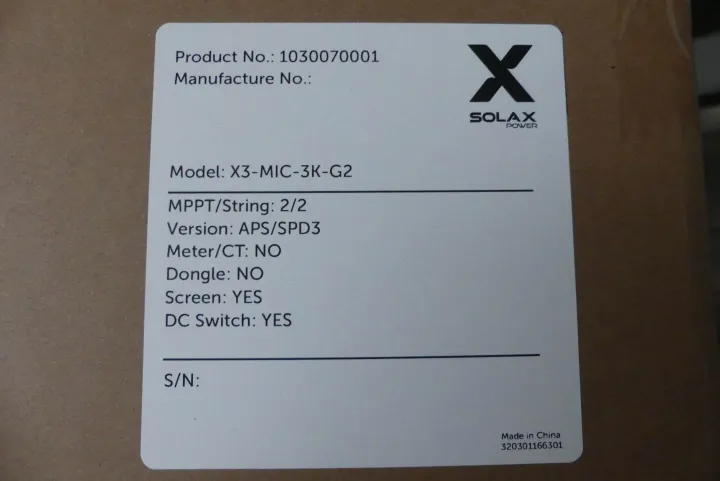 Product No.: 1030070001
Manufacture No.:
X
SOLAX
POWER
Model: X3-MIC-3K-G2
MPPT/String: 2/2
Version: APS/SPD3
Meter/CT: NO
Dongle: NO
Screen: YES
DC Switch: YES
S/N:
Made in China
320301166301